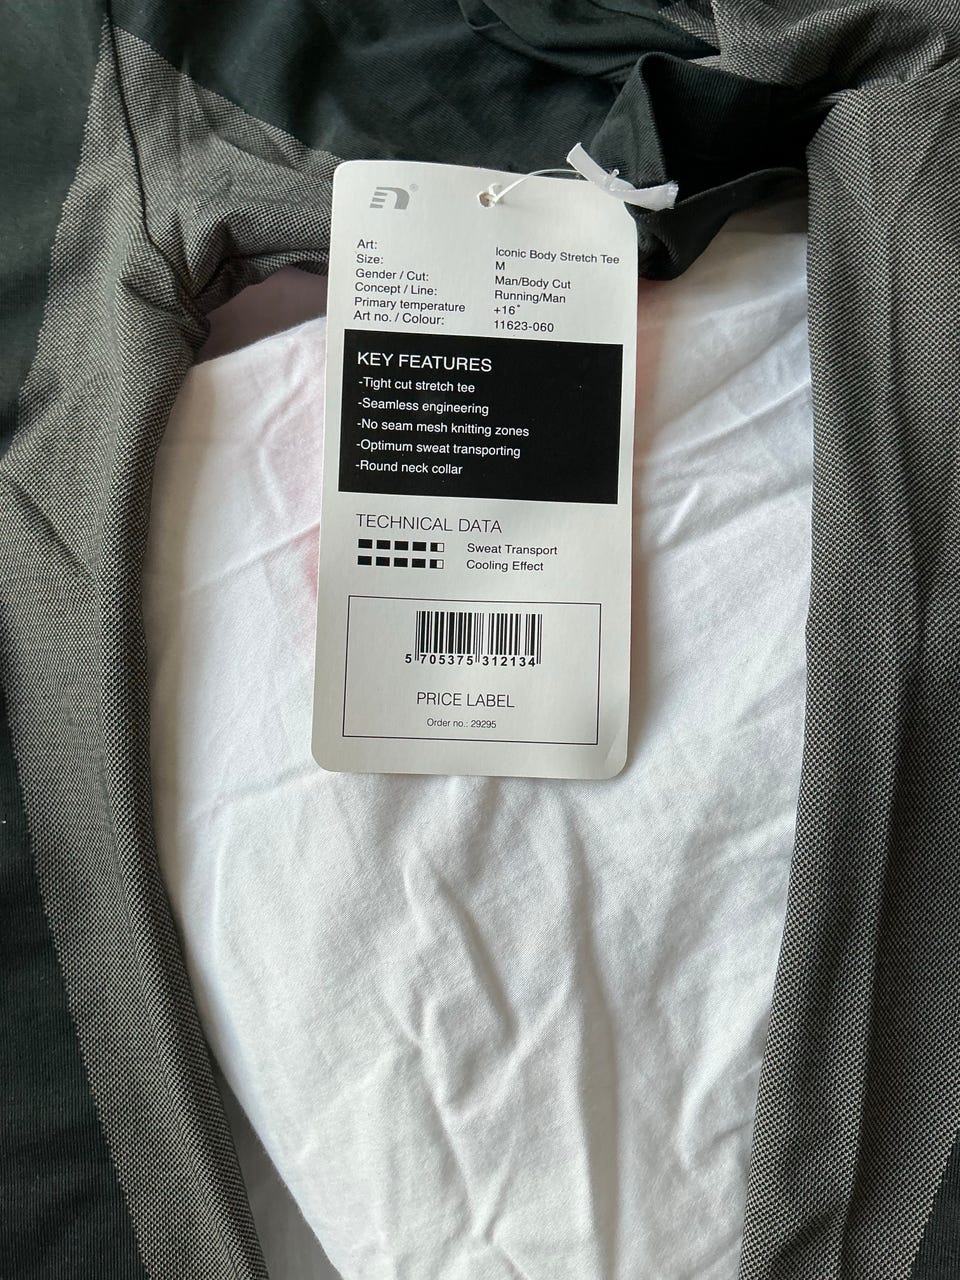 Art: Iconic Body Stretch Tee
Size: M
Gender / Cut: Man/Body Cut
Concept / Line: Running/Man
Primary temperature +16°
Art no. / Colour: 11623-060
KEY FEATURES
-Tight cut stretch tee
-Seamless engineering
-No seam mesh knitting zones
-Optimum sweat transporting
-Round neck collar
TECHNICAL DATA
Sweat Transport
Cooling Effect
5 705375 312134
PRICE LABEL
Order no.: 29295